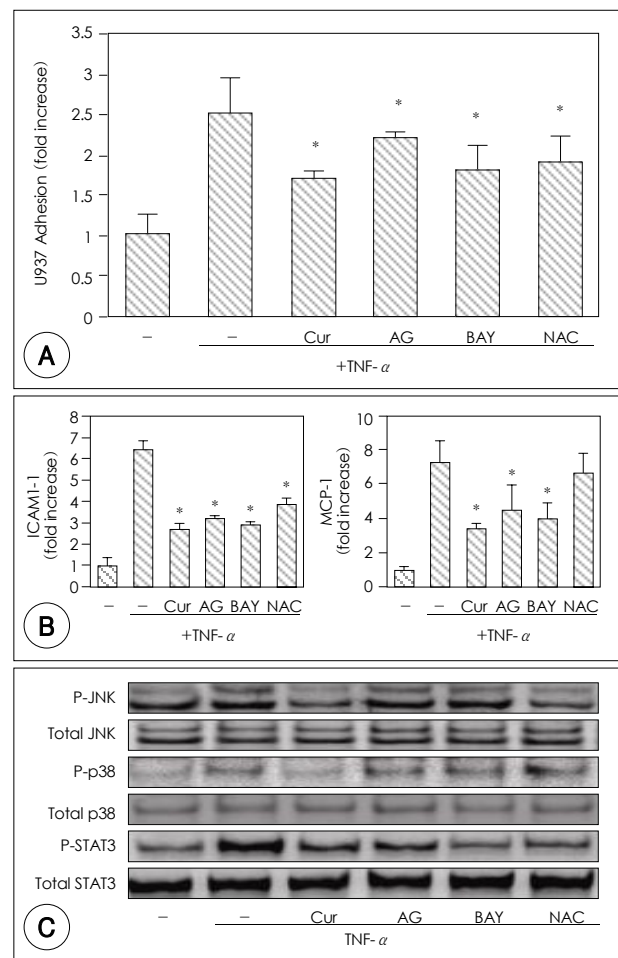 U937 Adhesion (fold increase)
3.5
3
2.5
2
1.5
1
0.5
0
* * * *
– – Cur AG BAY NAC
+TNF-α
A
ICAM1-1
(fold increase)
8
7
6
5
4
3
2
1
0
* * * *
– – Cur AG BAY NAC
+TNF-α
MCP-1
(fold increase)
10
8
6
4
2
0
* * *
– – Cur AG BAY NAC
+TNF-α
B
P-JNK
Total JNK
P-p38
Total p38
P-STAT3
Total STAT3
– – Cur AG BAY NAC
TNF-α
C